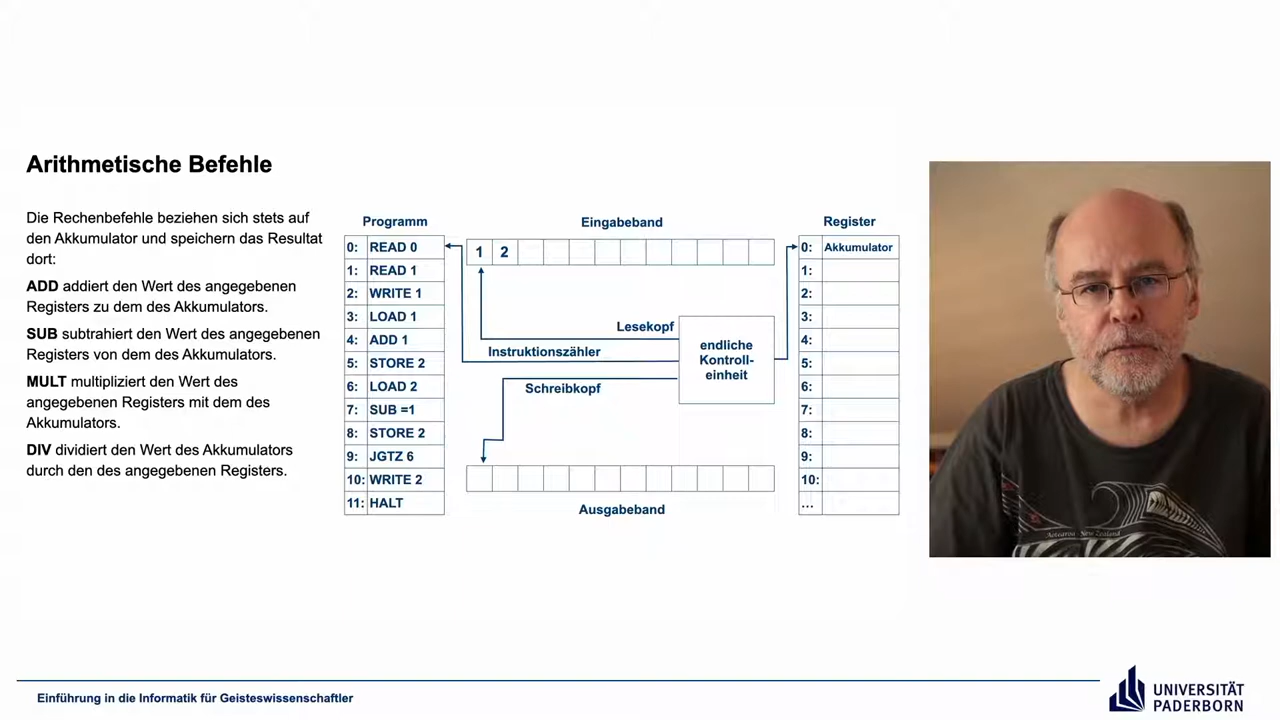 Arithmetische Befehle
Die Rechenbefehle beziehen sich stets auf
den Akkumulator und speichern das Resultat
dort:
ADD addiert den Wert des angegebenen
Registers zu dem des Akkumulators.
SUB subtrahiert den Wert des angegebenen
Registers von dem des Akkumulators.
MULT multipliziert den Wert des
angegebenen Registers mit dem des
Akkumulators.
DIV dividiert den Wert des Akkumulators
durch den des angegebenen Registers.
Programm
0: READ 0
1: READ 1
2: WRITE 1
3: LOAD 1
4: ADD 1
5: STORE 2
6: LOAD 2
7: SUB =1
8: STORE 2
9: JGTZ 6
10: WRITE 2
11: HALT
Eingabeband
1 2
Lesekopf
Instruktionszähler
Schreibkopf
endliche
Kontroll-
einheit
Ausgabeband
Register
0: Akkumulator
1:
2:
3:
4:
5:
6:
7:
8:
9:
10:
...
Aotearoa - New Zealand
Einführung in die Informatik für Geisteswissenschaftler
UNIVERSITÄT
PADERBORN